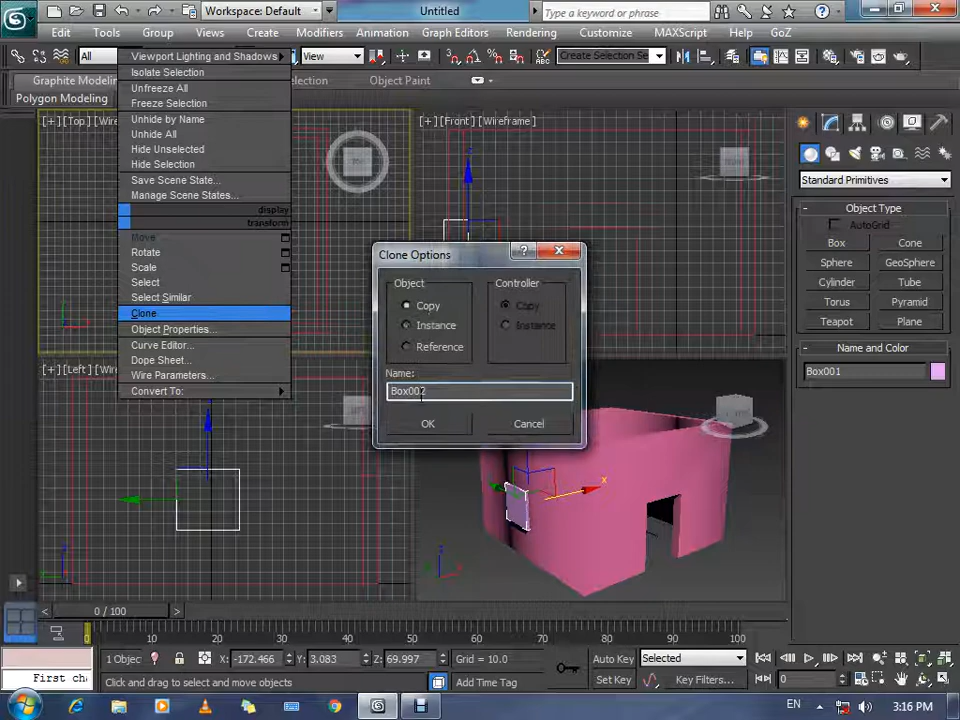 Workspace: Default
Untitled
Type a keyword or phrase
Edit Tools Group Views Create Modifiers Animation Graph Editors Rendering Customize MAXScript Help GoZ
All
View
Create Selection Se
Graphite Modelin
election
Object Paint
Polygon Modeling
Viewport Lighting and Shadows
Isolate Selection
Unfreeze All
Freeze Selection
Unhide by Name
Unhide All
Hide Unselected
Hide Selection
Save Scene State...
Manage Scene States...
display
transform
Move
Rotate
Scale
Select
Select Similar
Clone
Object Properties...
Curve Editor...
Dope Sheet...
Wire Parameters...
Convert To:
[+] [Top] [Wire
[+] [Front] [Wireframe]
[+] [Left] [Wire
Clone Options
Object
Copy
Instance
Reference
Controller
Copy
Instance
Name:
Box002
OK
Cancel
x
Standard Primitives
Object Type
AutoGrid
Box Cone
Sphere GeoSphere
Cylinder Tube
Torus Pyramid
Teapot Plane
Name and Color
Box001
0 / 100
0 10 20 30 40 50 60 70 80 90 100
1 Objec
X: -172.466
Y: 3.083
Z: 69.997
Grid = 10.0
Auto Key
Selected
First ch
Click and drag to select and move objects
Add Time Tag
Set Key
Key Filters...
0
EN
3:16 PM